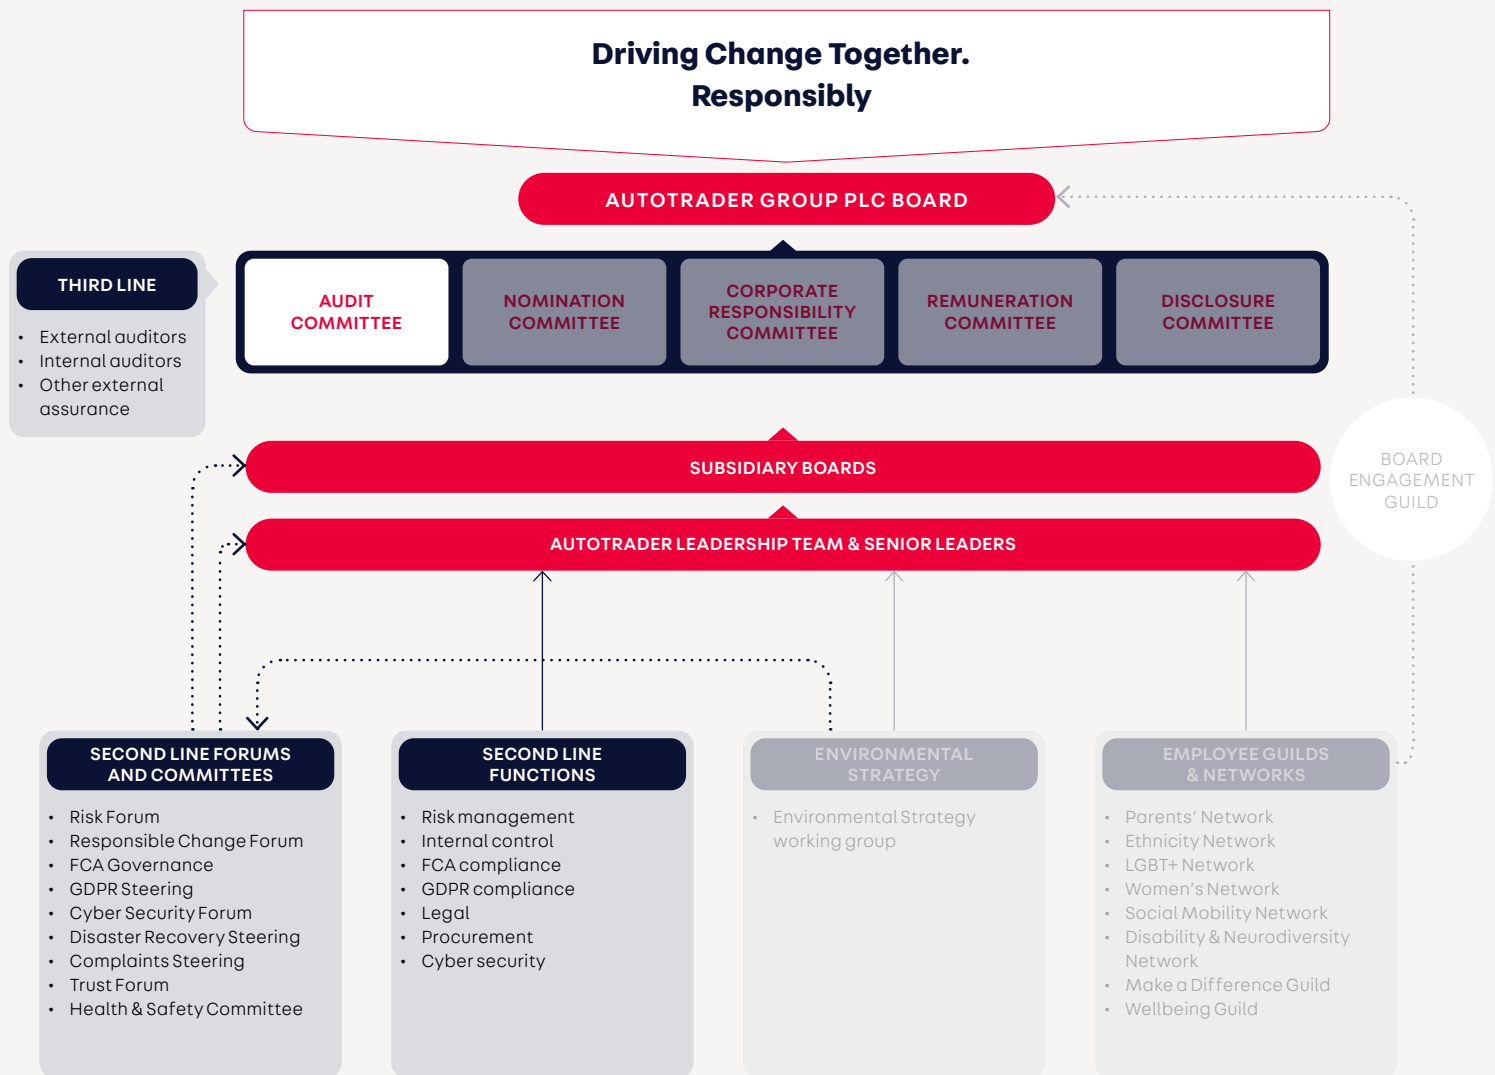 Driving Change Together.
Responsibly
AUTOTRADER GROUP PLC BOARD
THIRD LINE
• External auditors
• Internal auditors
• Other external
assurance
AUDIT
COMMITTEE
NOMINATION
COMMITTEE
CORPORATE
RESPONSIBILITY
COMMITTEE
REMUNERATION
COMMITTEE
DISCLOSURE
COMMITTEE
SUBSIDIARY BOARDS
BOARD
ENGAGEMENT
GUILD
AUTOTRADER LEADERSHIP TEAM & SENIOR LEADERS
SECOND LINE FORUMS
AND COMMITTEES
• Risk Forum
• Responsible Change Forum
• FCA Governance
• GDPR Steering
• Cyber Security Forum
• Disaster Recovery Steering
• Complaints Steering
• Trust Forum
• Health & Safety Committee
SECOND LINE
FUNCTIONS
• Risk management
• Internal control
• FCA compliance
• GDPR compliance
• Legal
• Procurement
• Cyber security
ENVIRONMENTAL
STRATEGY
• Environmental Strategy
working group
EMPLOYEE GUILDS
& NETWORKS
• Parents’ Network
• Ethnicity Network
• LGBT+ Network
• Women’s Network
• Social Mobility Network
• Disability & Neurodiversity
Network
• Make a Difference Guild
• Wellbeing Guild